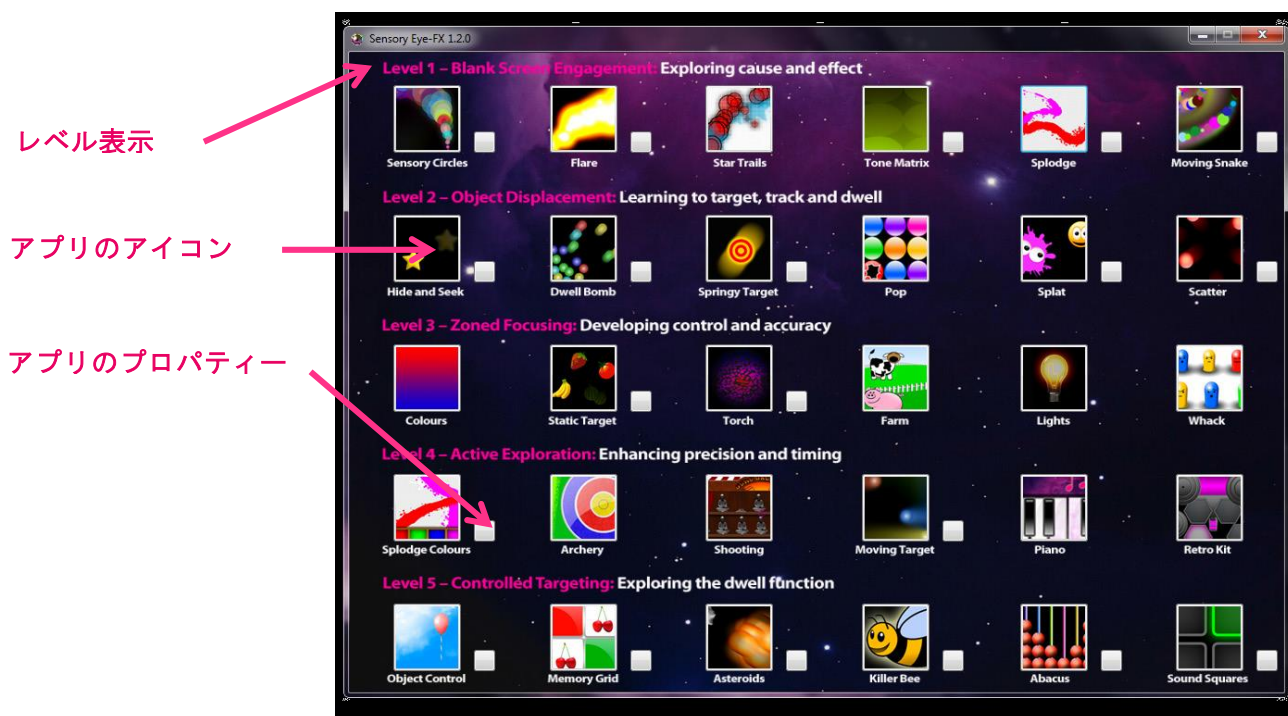 Sensory Eye-FX 1.2.0
Level 1 – Blank Screen Engagement: Exploring cause and effect
レベル表示
Sensory Circles Flare Star Trails Tone Matrix Splodge Moving Snake
Level 2 – Object Displacement: Learning to target, track and dwell
アプリのアイコン
Hide and Seek Dwell Bomb Springy Target Pop Splat Scatter
Level 3 – Zoned Focusing: Developing control and accuracy
アプリのプロパティー
Colours Static Target Torch Farm Lights Whack
Level 4 – Active Exploration: Enhancing precision and timing
Splodge Colours Archery Shooting Moving Target Piano Retro Kit
Level 5 – Controlled Targeting: Exploring the dwell function
Object Control Memory Grid Asteroids Killer Bee Abacus Sound Squares